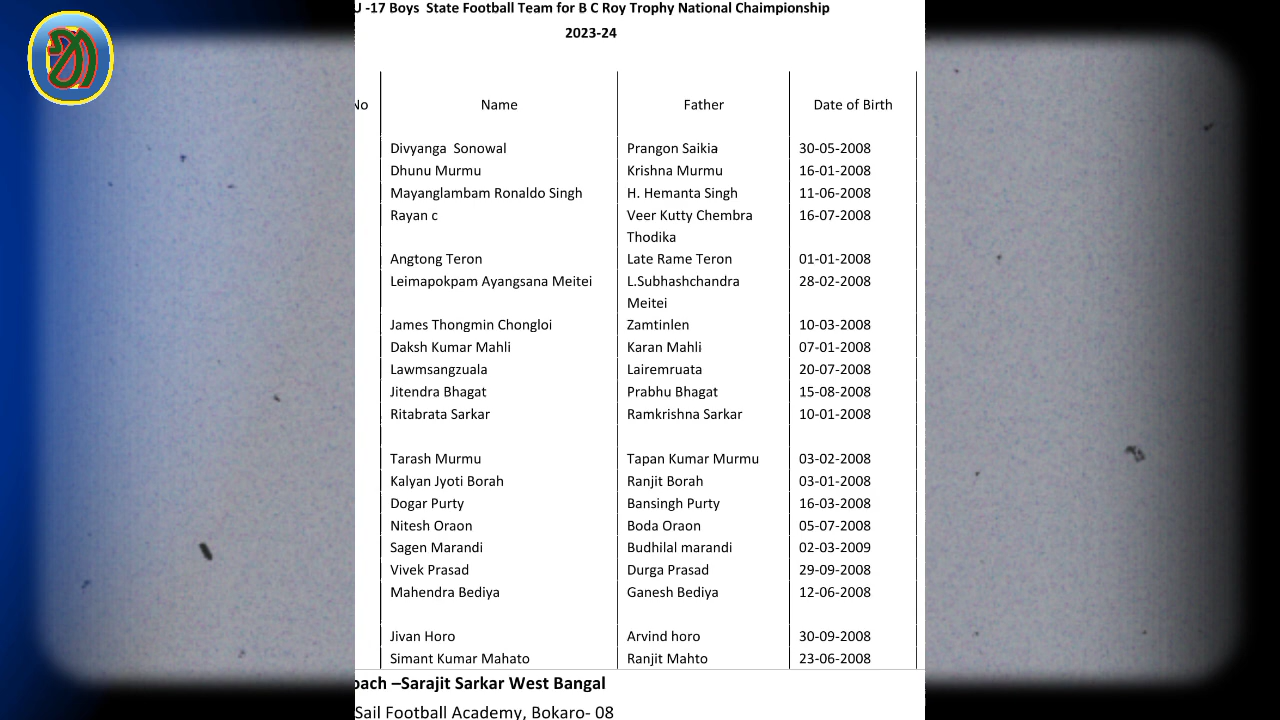 U -17 Boys State Football Team for B C Roy Trophy National Chaimpionship
2023-24
No Name Father Date of Birth
Divyanga Sonowal Prangon Saikia 30-05-2008
Dhunu Murmu Krishna Murmu 16-01-2008
Mayanglambam Ronaldo Singh H. Hemanta Singh 11-06-2008
Rayan c Veer Kutty Chembra 16-07-2008
Thodika
Angtong Teron Late Rame Teron 01-01-2008
Leimapokpam Ayangsana Meitei L.Subhashchandra 28-02-2008
Meitei
James Thongmin Chongloi Zamtinlen 10-03-2008
Daksh Kumar Mahli Karan Mahli 07-01-2008
Lawmsangzuala Lairemruata 20-07-2008
Jitendra Bhagat Prabhu Bhagat 15-08-2008
Ritabrata Sarkar Ramkrishna Sarkar 10-01-2008
Tarash Murmu Tapan Kumar Murmu 03-02-2008
Kalyan Jyoti Borah Ranjit Borah 03-01-2008
Dogar Purty Bansingh Purty 16-03-2008
Nitesh Oraon Boda Oraon 05-07-2008
Sagen Marandi Budhilal marandi 02-03-2009
Vivek Prasad Durga Prasad 29-09-2008
Mahendra Bediya Ganesh Bediya 12-06-2008
Jivan Horo Arvind horo 30-09-2008
Simant Kumar Mahato Ranjit Mahto 23-06-2008
oach –Sarajit Sarkar West Bangal
Sail Football Academy, Bokaro- 08